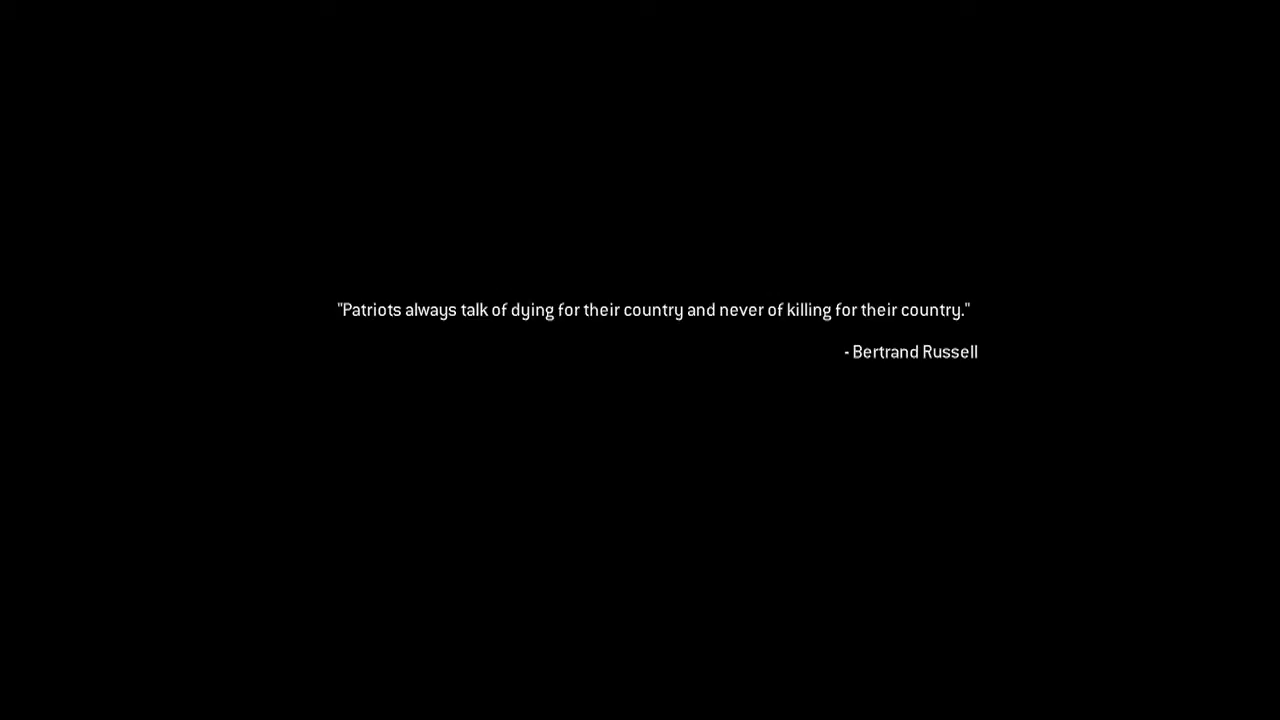 "Patriots always talk of dying for their country and never of killing for their country."
- Bertrand Russell